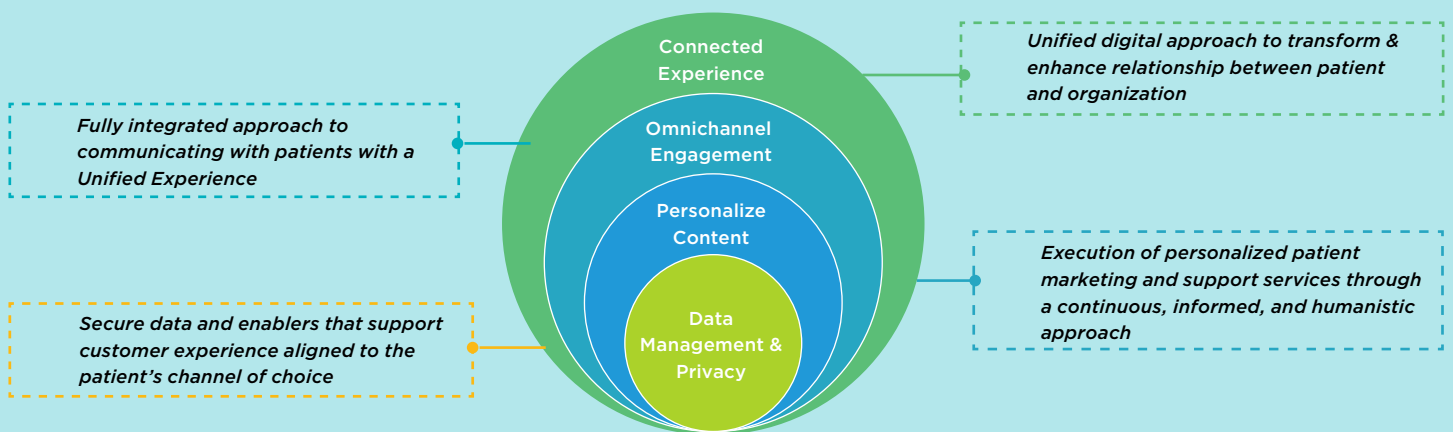 Connected
Experience
Unified digital approach to transform &
enhance relationship between patient
and organization
Fully integrated approach to
communicating with patients with a
Unified Experience
Omnichannel
Engagement
Personalize
Content
Execution of personalized patient
marketing and support services through
a continuous, informed, and humanistic
approach
Secure data and enablers that support
customer experience aligned to the
patient's channel of choice
Data
Management &
Privacy